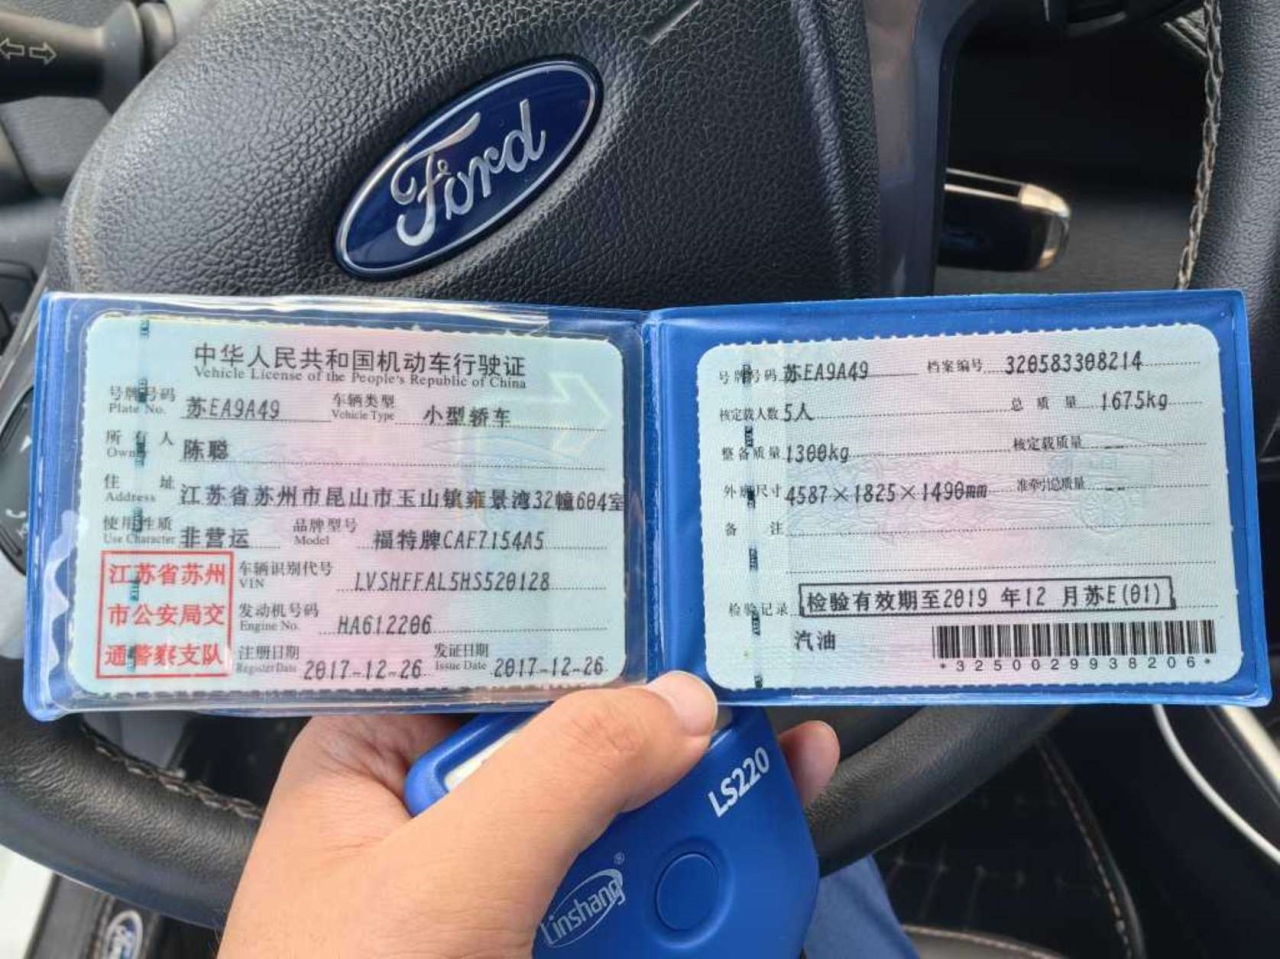 Ford
中华人民共和国机动车行驶证
Vehicle License of the People's Republic of China
号牌号码 苏EA9A49 车辆类型 小型轿车
Plate No. Vehicle Type
所有人 陈聪
Owner
住址 江苏省苏州市昆山市玉山镇雍景湾32幢604室
Address
使用性质 非营运 品牌型号 福特牌CAF7154A5
Use Character Model
江苏省苏州
市公安局交
通警察支队
车辆识别代号 LVSHFFAL5HS520128
VIN
发动机号码 HA612206
Engine No.
注册日期 2017-12-26 发证日期 2017-12-26
Register Date Issue Date
号牌号码 苏EA9A49 档案编号 320583308214
核定载人数 5人 总质量 1675kg
整备质量 1300kg 核定载质量 --
外廓尺寸 4587×1825×1490mm 准牵引总质量 --
备注
检验记录 检验有效期至2019 年12 月苏E(01)
汽油
*3250029938206*
LS220
Linshang®
Ford